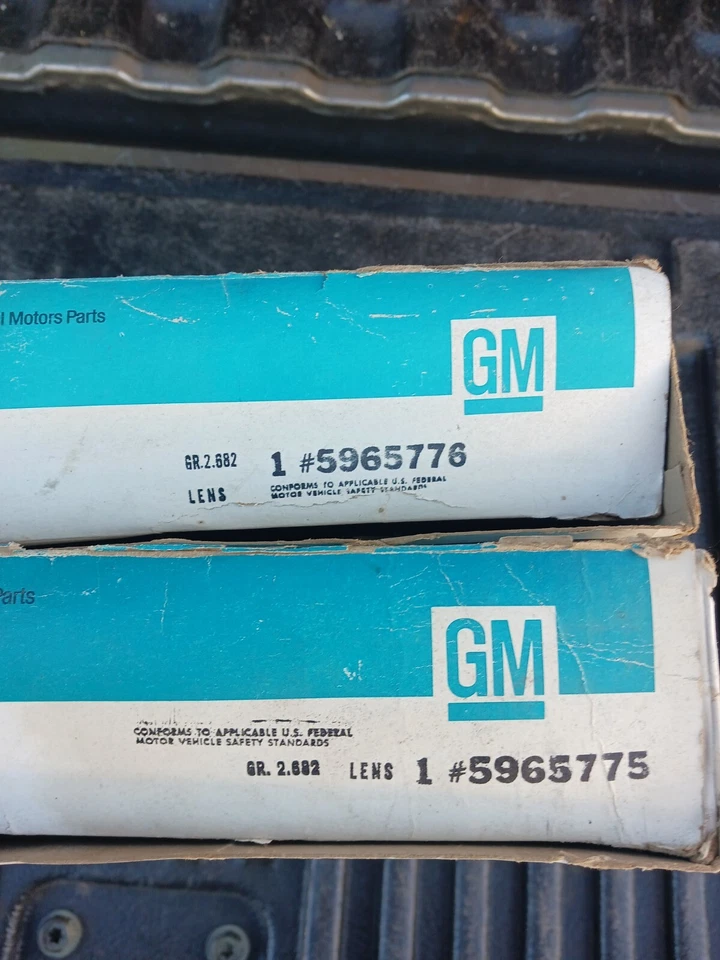 l Motors Parts
GM
GR.2.682 1 #5965776
LENS CONFORMS TO APPLICABLE U.S. FEDERAL
MOTOR VEHICLE SAFETY STANDARDS
Parts
GM
CONFORMS TO APPLICABLE U.S. FEDERAL
MOTOR VEHICLE SAFETY STANDARDS
GR. 2.682 LENS 1 #5965775